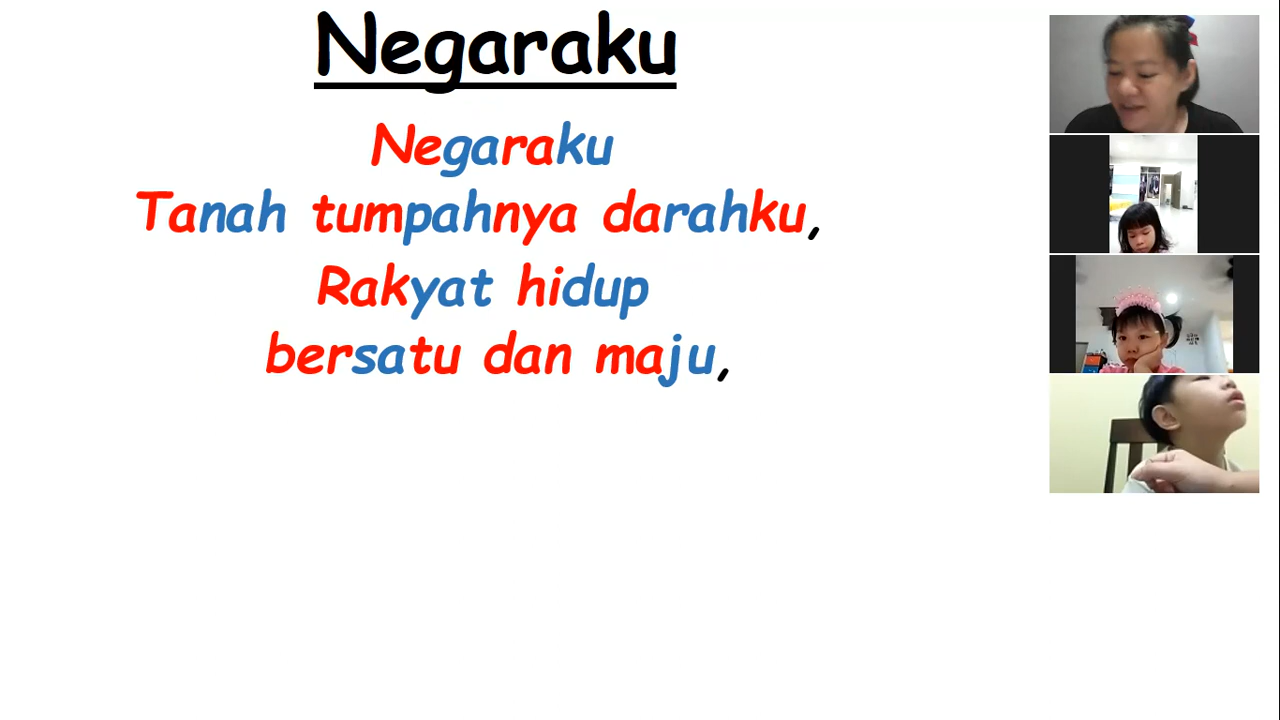 Negaraku
Negaraku
Tanah tumpahnya darahku,
Rakyat hidup
bersatu dan maju,